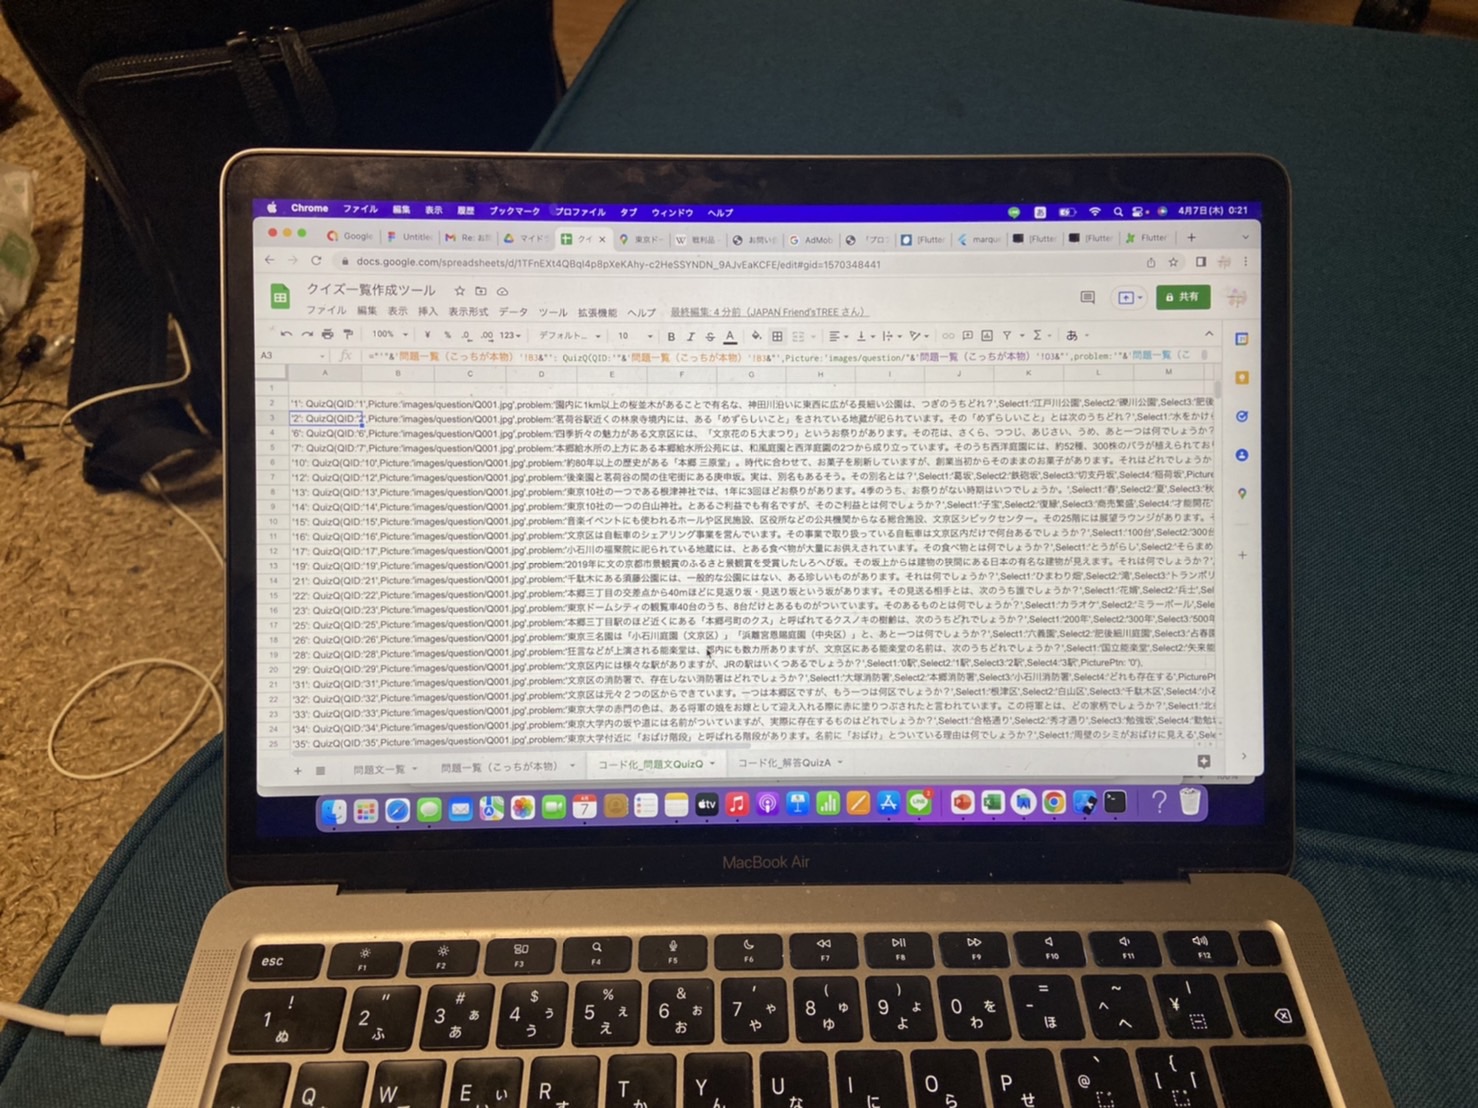 Chrome ファイル 編集 表示 履歴 ブックマーク プロファイル タブ ウィンドウ ヘルプ 4月7日(木) 0:21
Google Untitle Re: お マイド クイ 東京ドー 戦利品 お問い AdMob 「プロ [Flutter marqu [Flutter [Flutter Flutter
docs.google.com/spreadsheets/d/1TFnEXt4QBql4p8pXeKAhy-c2HeSSYNDN_9AJvEaKCFE/edit#gid=1570348441
クイズ一覧作成ツール
ファイル 編集 表示 挿入 表示形式 データ ツール 拡張機能 ヘルプ 最終編集: 4 分前（JAPAN Friend'sTREE さん） 共有
100% ¥ % .0 .00 123 デフォルト... 10 B I S A あ
A3 fx ="'"&'問題一覧（こっちが本物）'!B3&"': QuizQ(QID:'"&'問題一覧（こっちが本物）'!B3&"',Picture:'images/question/"&'問題一覧（こっちが本物）'!O3&"',problem:'"&'問題一覧（こ
A B C D E F G H I J K L M
1
2 '1': QuizQ(QID:'1',Picture:'images/question/Q001.jpg',problem:'園内に1km以上の桜並木があることで有名な、神田川沿いに東西に広がる長細い公園は、つぎのうちどれ？',Select1:'江戸川公園',Select2:'礫川公園',Select3:'肥後
3 '2': QuizQ(QID:'2',Picture:'images/question/Q001.jpg',problem:'茗荷谷駅近くの林泉寺境内には、ある「めずらしいこと」をされている地蔵が祀られています。その「めずらしいこと」とは次のうちどれ？',Select1:'水をかけ
4 '6': QuizQ(QID:'6',Picture:'images/question/Q001.jpg',problem:'四季折々の魅力がある文京区には、「文京花の5大まつり」というお祭りがあります。その花は、さくら、つつじ、あじさい、うめ、あと一つは何でしょうか？
5 '7': QuizQ(QID:'7',Picture:'images/question/Q001.jpg',problem:'本郷給水所の上方にある本郷給水所公苑には、和風庭園と西洋庭園の2つから成り立っています。そのうち西洋庭園には、約52種、300株のバラが植えられてお
6 '10': QuizQ(QID:'10',Picture:'images/question/Q001.jpg',problem:'約80年以上の歴史がある「本郷 三原堂」。時代に合わせて、お菓子を刷新していますが、創業当初からそのままのお菓子があります。それはどれでしょうか
7 '12': QuizQ(QID:'12',Picture:'images/question/Q001.jpg',problem:'後楽園と茗荷谷の間の住宅街にある庚申坂。実は、別名もあるそう。その別名とは？',Select1:'葛坂',Select2:'鉄砲坂',Select3:'切支丹坂',Select4:'稲荷坂',Picture
8 '13': QuizQ(QID:'13',Picture:'images/question/Q001.jpg',problem:'東京10社の一つである根津神社では、1年に3回ほどお祭りがあります。4季のうち、お祭りがない時期はいつでしょうか。',Select1:'春',Select2:'夏',Select3:'秋
9 '14': QuizQ(QID:'14',Picture:'images/question/Q001.jpg',problem:'東京10社の一つの白山神社。とあるご利益でも有名ですが、そのご利益とは何でしょうか？',Select1:'子宝',Select2:'復縁',Select3:'商売繁盛',Select4:'才能開花'
10 '15': QuizQ(QID:'15',Picture:'images/question/Q001.jpg',problem:'音楽イベントにも使われるホールや区民施設、区役所などの公共機関からなる総合施設、文京区シビックセンター。その25階には展望ラウンジがあります。
11 '16': QuizQ(QID:'16',Picture:'images/question/Q001.jpg',problem:'文京区は自転車のシェアリング事業を営んでいます。その事業で取り扱っている自転車は文京区内だけで何台あるでしょうか？',Select1:'100台',Select2:'300台
12 '17': QuizQ(QID:'17',Picture:'images/question/Q001.jpg',problem:'小石川の福聚院に祀られている地蔵には、とある食べ物が大量にお供えされています。その食べ物とは何でしょうか？',Select1:'とうがらし',Select2:'そらまめ
13 '19': QuizQ(QID:'19',Picture:'images/question/Q001.jpg',problem:'2019年に文の京都市景観賞のふるさと景観賞を受賞したしろへび坂。その坂上からは建物の狭間にある日本の有名な建物が見えます。それは何でしょうか？',
14 '21': QuizQ(QID:'21',Picture:'images/question/Q001.jpg',problem:'千駄木にある須藤公園には、一般的な公園にはない、ある珍しいものがあります。それは何でしょうか？',Select1:'ひまわり畑',Select2:'滝',Select3:'トランポリ
15 '22': QuizQ(QID:'22',Picture:'images/question/Q001.jpg',problem:'本郷三丁目の交差点から40mほどに見返り坂・見送り坂という坂があります。その見送る相手とは、次のうち誰でしょうか？',Select1:'花婿',Select2:'兵士',Sel
16 '23': QuizQ(QID:'23',Picture:'images/question/Q001.jpg',problem:'東京ドームシティの観覧車40台のうち、8台だけとあるものがついています。そのあるものとは何でしょうか？',Select1:'カラオケ',Select2:'ミラーボール',Select
17 '25': QuizQ(QID:'25',Picture:'images/question/Q001.jpg',problem:'本郷三丁目駅のほど近くにある「本郷弓町のクス」と呼ばれてるクスノキの樹齢は、次のうちどれでしょうか？',Select1:'200年',Select2:'300年',Select3:'500年
18 '26': QuizQ(QID:'26',Picture:'images/question/Q001.jpg',problem:'東京三名園は「小石川庭園（文京区）」「浜離宮恩賜庭園（中央区）」と、あと一つは何でしょうか？',Select1:'六義園',Select2:'肥後細川庭園',Select3:'占春園
19 '28': QuizQ(QID:'28',Picture:'images/question/Q001.jpg',problem:'狂言などが上演される能楽堂は、都内にも数カ所ありますが、文京区にある能楽堂の名前は、次のうちどれでしょうか？',Select1:'国立能楽堂',Select2:'矢来能
20 '29': QuizQ(QID:'29',Picture:'images/question/Q001.jpg',problem:'文京区内には様々な駅がありますが、JRの駅はいくつあるでしょうか？',Select1:'0駅',Select2:'1駅',Select3:'2駅',Select4:'3駅',PicturePtn: '0'),
21 '31': QuizQ(QID:'31',Picture:'images/question/Q001.jpg',problem:'文京区の消防署で、存在しない消防署はどれでしょうか？',Select1:'大塚消防署',Select2:'本郷消防署',Select3:'小石川消防署',Select4:'どれも存在する',PicturePt
22 '32': QuizQ(QID:'32',Picture:'images/question/Q001.jpg',problem:'文京区は元々2つの区からできています。一つは本郷区ですが、もう一つは何区でしょうか？',Select1:'根津区',Select2:'白山区',Select3:'千駄木区',Select4:'小石
23 '33': QuizQ(QID:'33',Picture:'images/question/Q001.jpg',problem:'東京大学の赤門の色は、ある将軍の娘をお嫁として迎え入れる際に赤に塗りつぶされたと言われています。この将軍とは、どの家柄でしょうか？',Select1:'北
24 '34': QuizQ(QID:'34',Picture:'images/question/Q001.jpg',problem:'東京大学内の坂や道には名前がついていますが、実際に存在するものはどれでしょうか？',Select1:'合格通り',Select2:'秀才通り',Select3:'勉強坂',Select4:'勤勉
25 '35': QuizQ(QID:'35',Picture:'images/question/Q001.jpg',problem:'東京大学付近に「おばけ階段」と呼ばれる階段があります。名前に「おばけ」とついている理由は何でしょうか？',Select1:'周壁のシミがおばけに見える',Sele
問題文一覧 問題一覧（こっちが本物） コード化_問題文QuizQ コード化_解答QuizA
7 tv LINE
MacBook Air
esc F1 F2 F3 F4 F5 F6 F7 F8 F9 F10 F11 F12
! " # ぁ $ ぅ % ぇ & ぉ ' ゃ ( ゅ ) ょ を = ~ |
1 ぬ 2 ふ 3 あ 4 う 5 え 6 お 7 や 8 ゆ 9 よ 0 わ - ほ ^ へ ¥
Q W E ぃ R T Y U I O P @ ` { [ 「
い す か ん な に ら せ